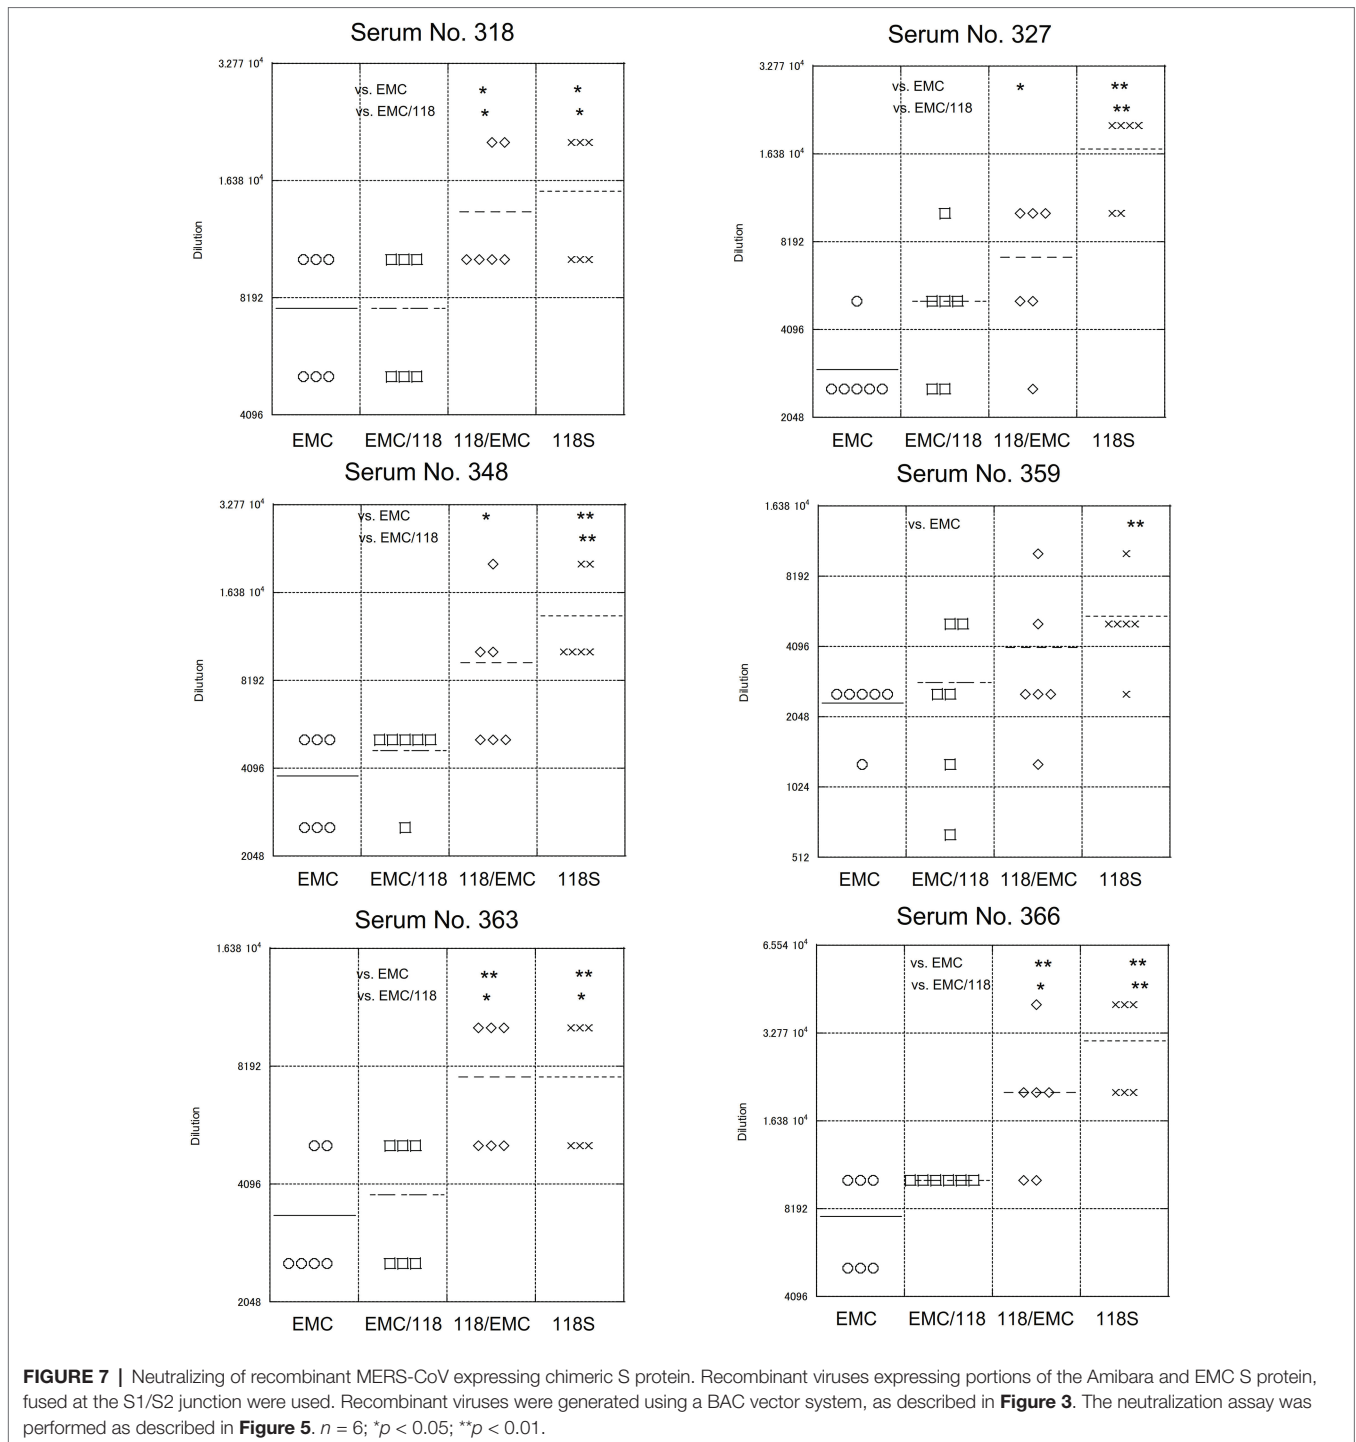 Serum No. 318
3.277 10⁴
vs. EMC * *
vs. EMC/118 * *
1.638 10⁴
Dilution
8192
4096
EMC EMC/118 118/EMC 118S
Serum No. 327
3.277 10⁴
vs. EMC * **
vs. EMC/118 **
1.638 10⁴
Dilution
8192
4096
2048
EMC EMC/118 118/EMC 118S
Serum No. 348
3.277 10⁴
vs. EMC * **
vs. EMC/118 **
1.638 10⁴
Dilutuon
8192
4096
2048
EMC EMC/118 118/EMC 118S
Serum No. 359
1.638 10⁴
vs. EMC **
8192
Dilution
4096
2048
1024
512
EMC EMC/118 118/EMC 118S
Serum No. 363
1.638 10⁴
vs. EMC ** **
vs. EMC/118 * *
8192
Dilution
4096
2048
EMC EMC/118 118/EMC 118S
Serum No. 366
6.554 10⁴
vs. EMC ** **
vs. EMC/118 * **
3.277 10⁴
Dilution
1.638 10⁴
8192
4096
EMC EMC/118 118/EMC 118S
FIGURE 7 | Neutralizing of recombinant MERS-CoV expressing chimeric S protein. Recombinant viruses expressing portions of the Amibara and EMC S protein,
fused at the S1/S2 junction were used. Recombinant viruses were generated using a BAC vector system, as described in Figure 3. The neutralization assay was
performed as described in Figure 5. n = 6; *p < 0.05; **p < 0.01.